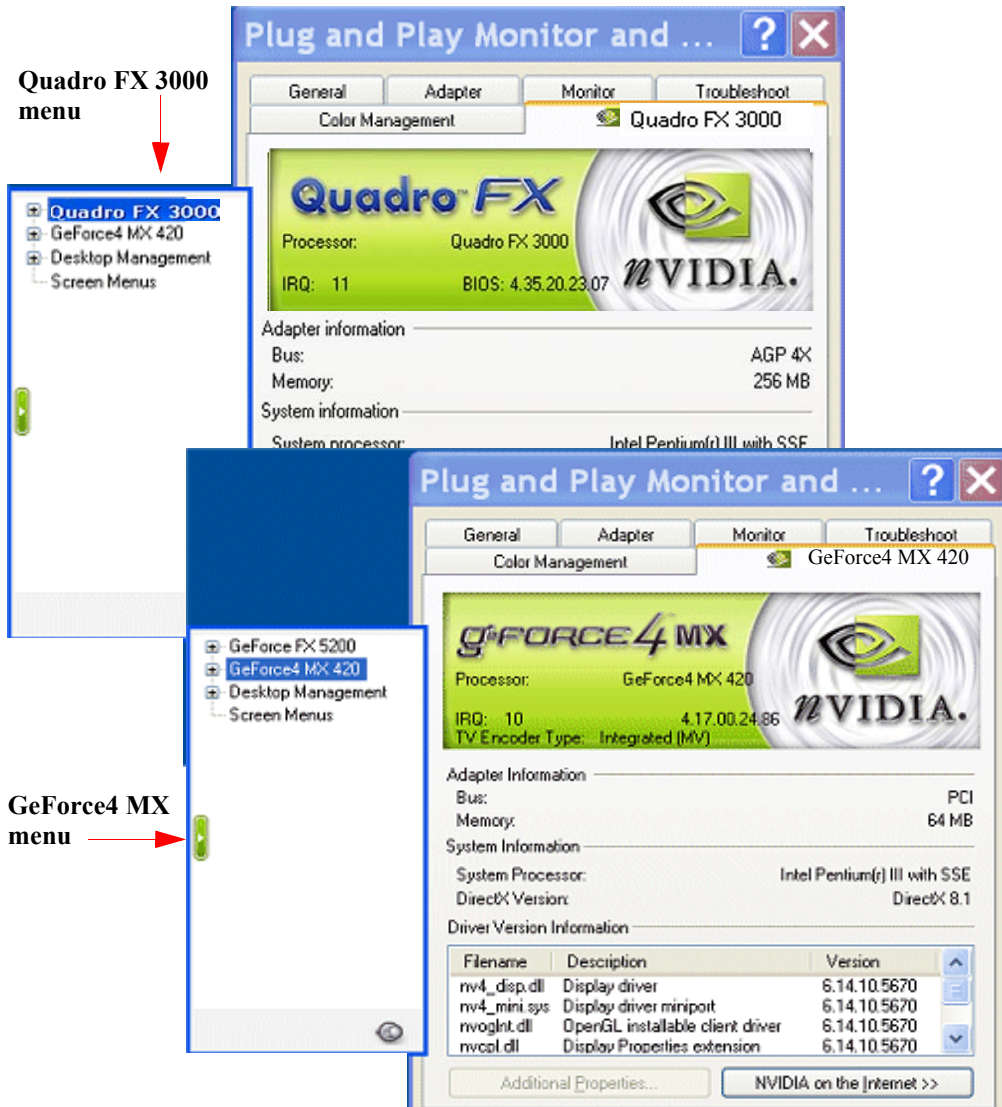 Plug and Play Monitor and ...
Quadro FX 3000
menu
General Adapter Monitor Troubleshoot
Color Management Quadro FX 3000
Quadro FX
Processor: Quadro FX 3000
IRQ: 11 BIOS: 4.35.20.23.07
nVIDIA.
Quadro FX 3000
GeForce4 MX 420
Desktop Management
Screen Menus
Adapter information
Bus: AGP 4X
Memory: 256 MB
System information
System processor: Intel Pentium(r) III with SSE
Plug and Play Monitor and ...
General Adapter Monitor Troubleshoot
Color Management GeForce4 MX 420
GeFORCE4 MX
Processor: GeForce4 MX 420
IRQ: 10 4.17.00.24.86
TV Encoder Type: Integrated (MV)
nVIDIA.
GeForce FX 5200
GeForce4 MX 420
Desktop Management
Screen Menus
GeForce4 MX
menu
Adapter Information
Bus: PCI
Memory: 64 MB
System Information
System Processor: Intel Pentium(r) III with SSE
DirectX Version: DirectX 8.1
Driver Version Information
Filename Description Version
nv4_disp.dll Display driver 6.14.10.5670
nv4_mini.sys Display driver miniport 6.14.10.5670
nvoglnt.dll OpenGL installable client driver 6.14.10.5670
nvcpl.dll Display Properties extension 6.14.10.5670
Additional Properties... NVIDIA on the Internet >>